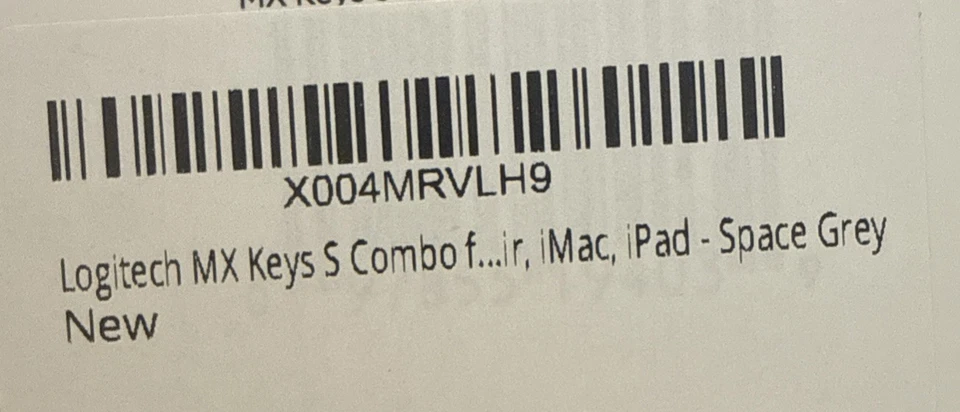 X004MRVLH9
Logitech MX Keys S Combo f...ir, iMac, iPad - Space Grey
New